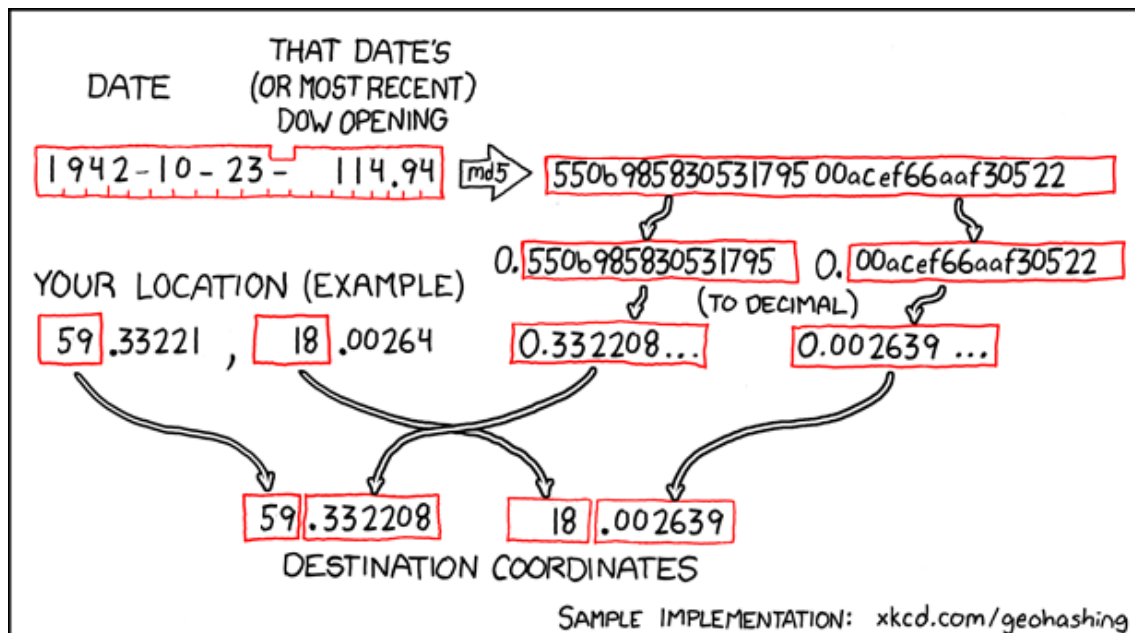 DATE
THAT DATE'S
(OR MOST RECENT)
DOW OPENING
1942-10-23- 114.94
md5
550b985830531795 00acef66aaf30522
0.550b985830531795
0.00acef66aaf30522
YOUR LOCATION (EXAMPLE)
(TO DECIMAL)
59.33221, 18.00264
0.332208...
0.002639...
59.332208
18.002639
DESTINATION COORDINATES
SAMPLE IMPLEMENTATION: xkcd.com/geohashing